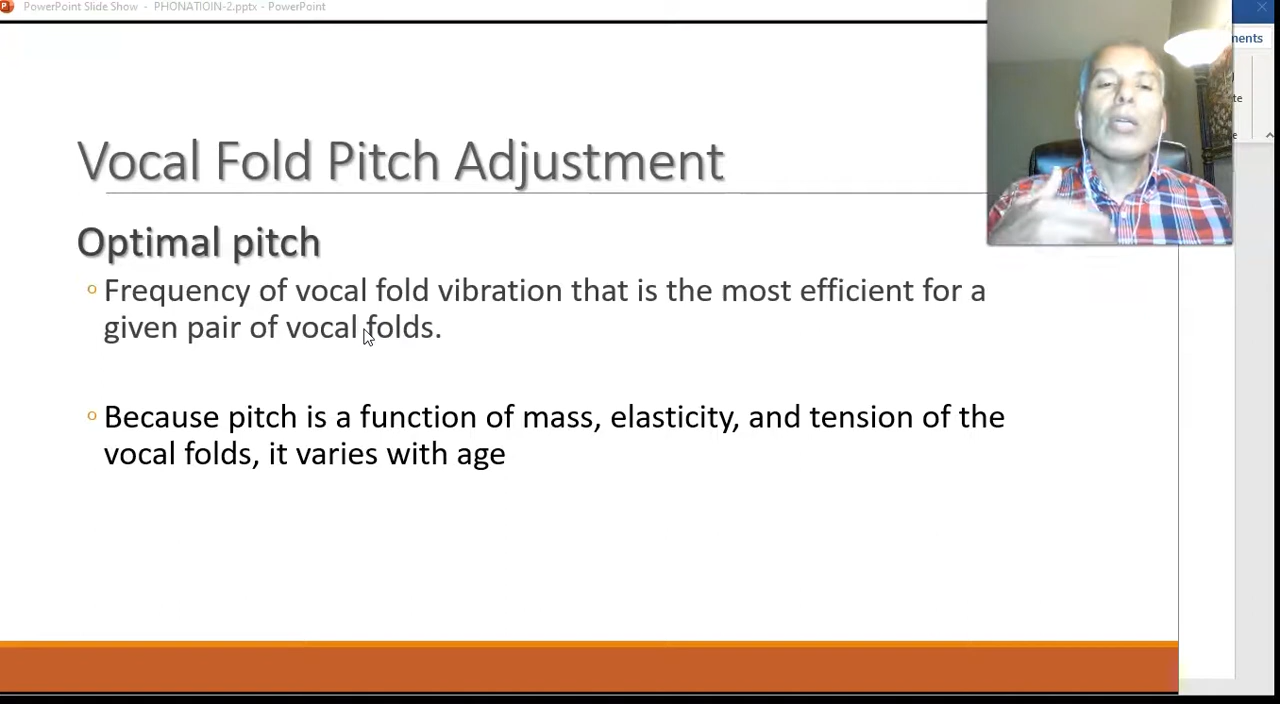 PowerPoint Slide Show - PHONATIOIN-2.pptx - PowerPoint
ments
te
e
Vocal Fold Pitch Adjustment
Optimal pitch
Frequency of vocal fold vibration that is the most efficient for a
given pair of vocal folds.
Because pitch is a function of mass, elasticity, and tension of the
vocal folds, it varies with age